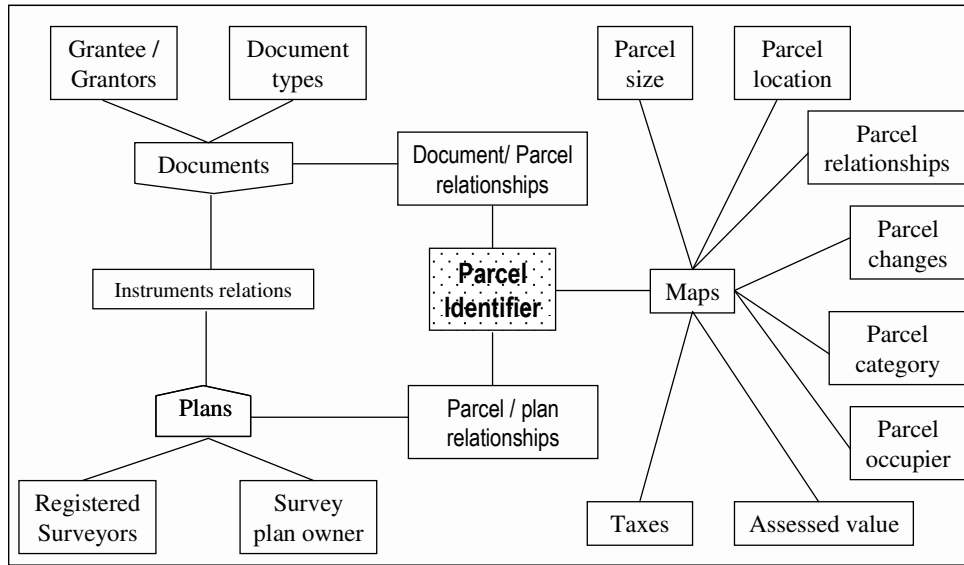 Grantee /
Grantors
Document
types
Parcel
size
Parcel
location
Documents
Document/ Parcel
relationships
Parcel
relationships
Parcel
changes
Instruments relations
Parcel
Identifier
Maps
Parcel
category
Plans
Parcel / plan
relationships
Parcel
occupier
Registered
Surveyors
Survey
plan owner
Taxes
Assessed value